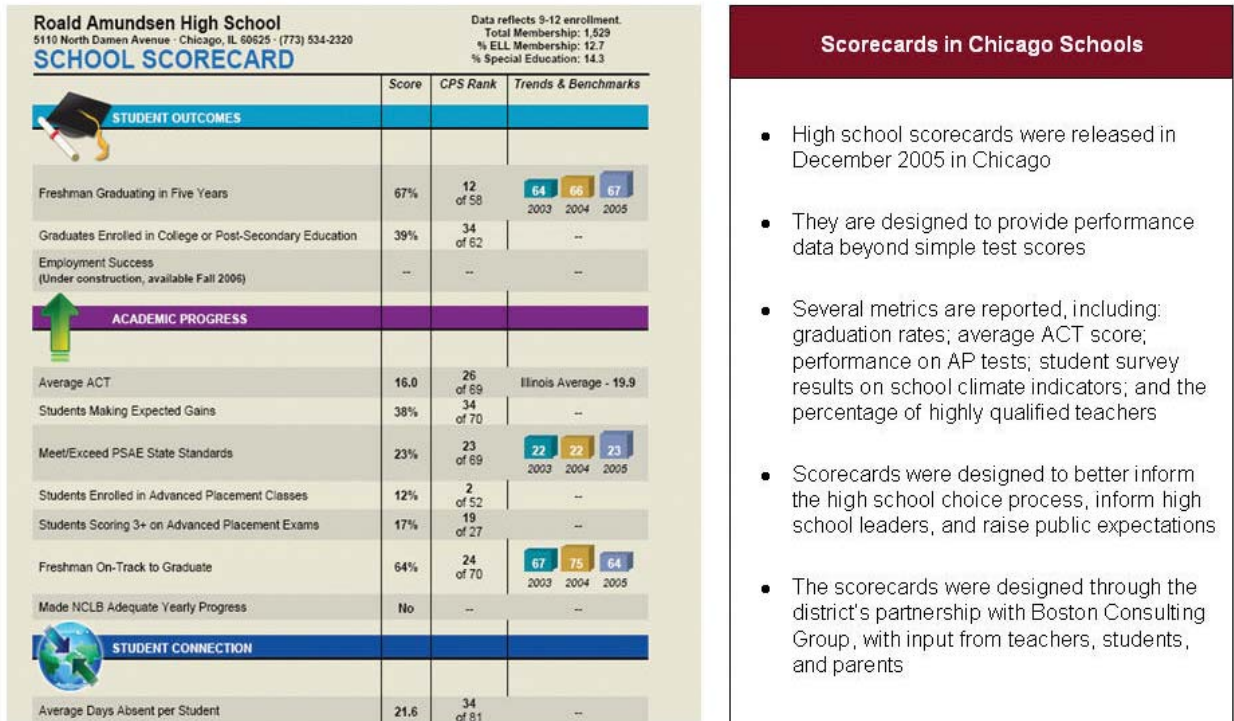 Roald Amundsen High School
5110 North Damen Avenue · Chicago, IL 60625 · (773) 534-2320
SCHOOL SCORECARD
Data reflects 9-12 enrollment.
Total Membership: 1,529
% ELL Membership: 12.7
% Special Education: 14.3
Score CPS Rank Trends & Benchmarks
STUDENT OUTCOMES
Freshman Graduating in Five Years 67% 12 of 58 64 66 67
2003 2004 2005
Graduates Enrolled in College or Post-Secondary Education 39% 34 of 62 --
Employment Success
(Under construction, available Fall 2006) -- -- --
ACADEMIC PROGRESS
Average ACT 16.0 26 of 69 Illinois Average - 19.9
Students Making Expected Gains 38% 34 of 70 --
Meet/Exceed PSAE State Standards 23% 23 of 69 22 22 23
2003 2004 2005
Students Enrolled in Advanced Placement Classes 12% 2 of 52 --
Students Scoring 3+ on Advanced Placement Exams 17% 19 of 27 --
Freshman On-Track to Graduate 64% 24 of 70 67 75 64
2003 2004 2005
Made NCLB Adequate Yearly Progress No -- --
STUDENT CONNECTION
Average Days Absent per Student 21.6 34 of 81 --
Scorecards in Chicago Schools
● High school scorecards were released in
December 2005 in Chicago
● They are designed to provide performance
data beyond simple test scores
● Several metrics are reported, including:
graduation rates; average ACT score;
performance on AP tests; student survey
results on school climate indicators; and the
percentage of highly qualified teachers
● Scorecards were designed to better inform
the high school choice process, inform high
school leaders, and raise public expectations
● The scorecards were designed through the
district's partnership with Boston Consulting
Group, with input from teachers, students,
and parents